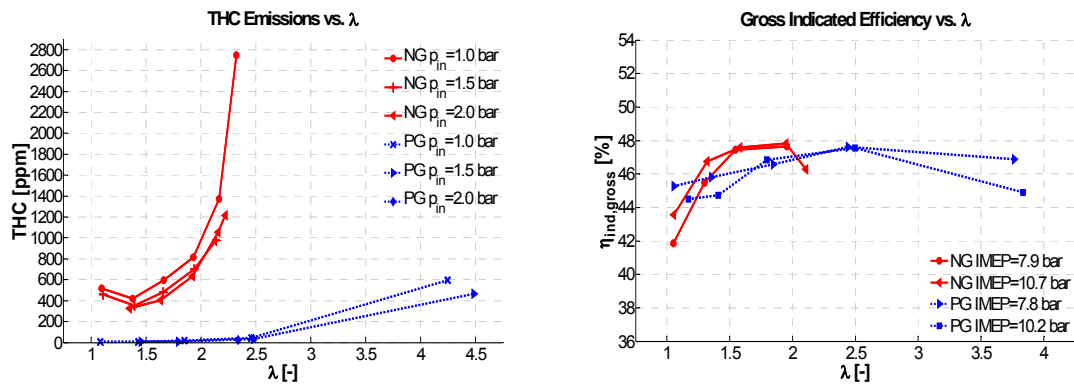 THC Emissions vs. λ
THC [ppm]
2800
2600
2400
2200
2000
1800
1600
1400
1200
1000
800
600
400
200
0
1 1.5 2 2.5 3 3.5 4 4.5
λ [-]
NG p_in=1.0 bar
NG p_in=1.5 bar
NG p_in=2.0 bar
PG p_in=1.0 bar
PG p_in=1.5 bar
PG p_in=2.0 bar
Gross Indicated Efficiency vs. λ
η_ind,gross [%]
54
52
50
48
46
44
42
40
38
36
1 1.5 2 2.5 3 3.5 4
λ [-]
NG IMEP=7.9 bar
NG IMEP=10.7 bar
PG IMEP=7.8 bar
PG IMEP=10.2 bar